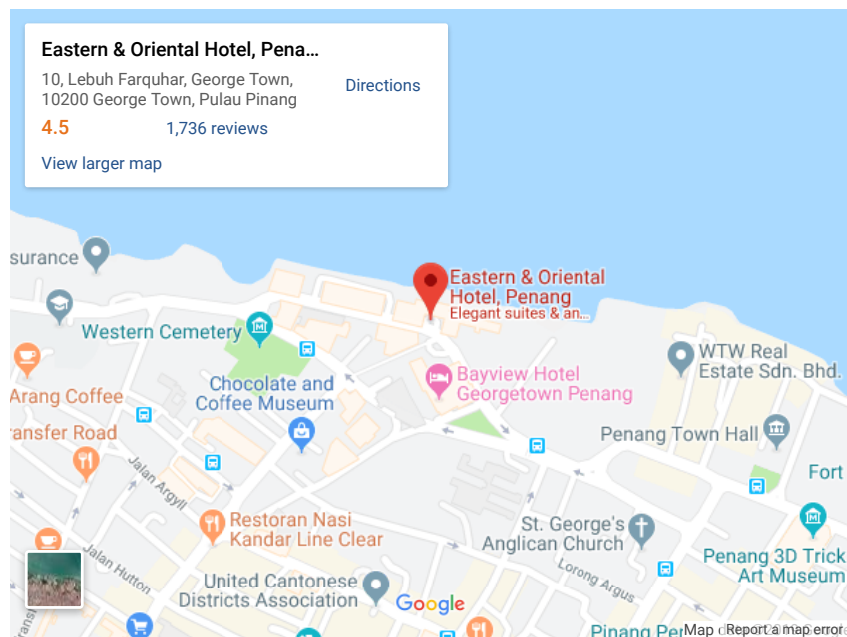 Eastern & Oriental Hotel, Pena...
10, Lebuh Farquhar, George Town,
10200 George Town, Pulau Pinang
Directions
4.5
1,736 reviews
View larger map
surance
Eastern & Oriental
Hotel, Penang
Elegant suites & an...
Western Cemetery
WTW Real
Estate Sdn. Bhd.
Bayview Hotel
Georgetown Penang
Chocolate and
Coffee Museum
Arang Coffee
ransfer Road
Penang Town Hall
Fort
Jalan Argyll
Restoran Nasi
Kandar Line Clear
St. George's
Anglican Church
Jalan Hutton
Lorong Argus
Penang 3D Trick
Art Museum
United Cantonese
Districts Association
Google
Pinang Per
Map
Report a map error